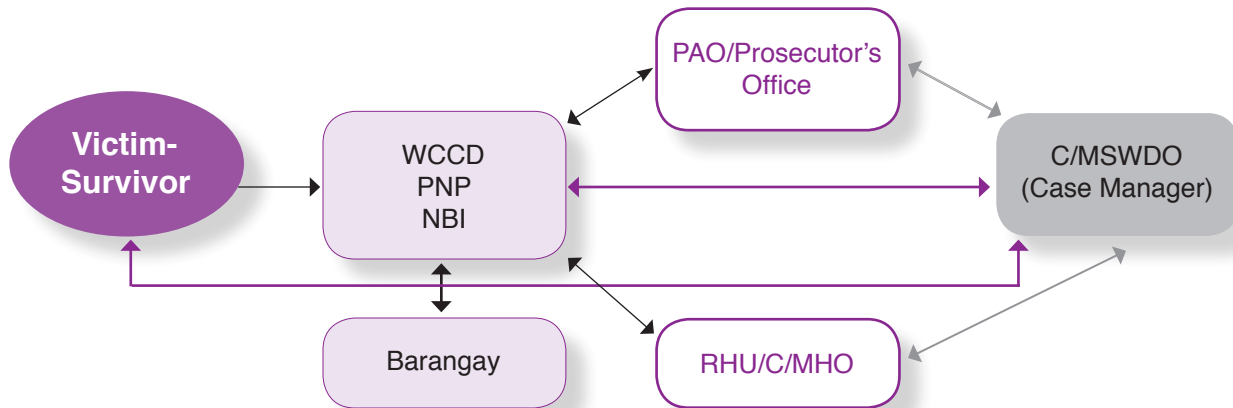 Victim-
Survivor
WCCD
PNP
NBI
Barangay
PAO/Prosecutor’s
Office
RHU/C/MHO
C/MSWDO
(Case Manager)